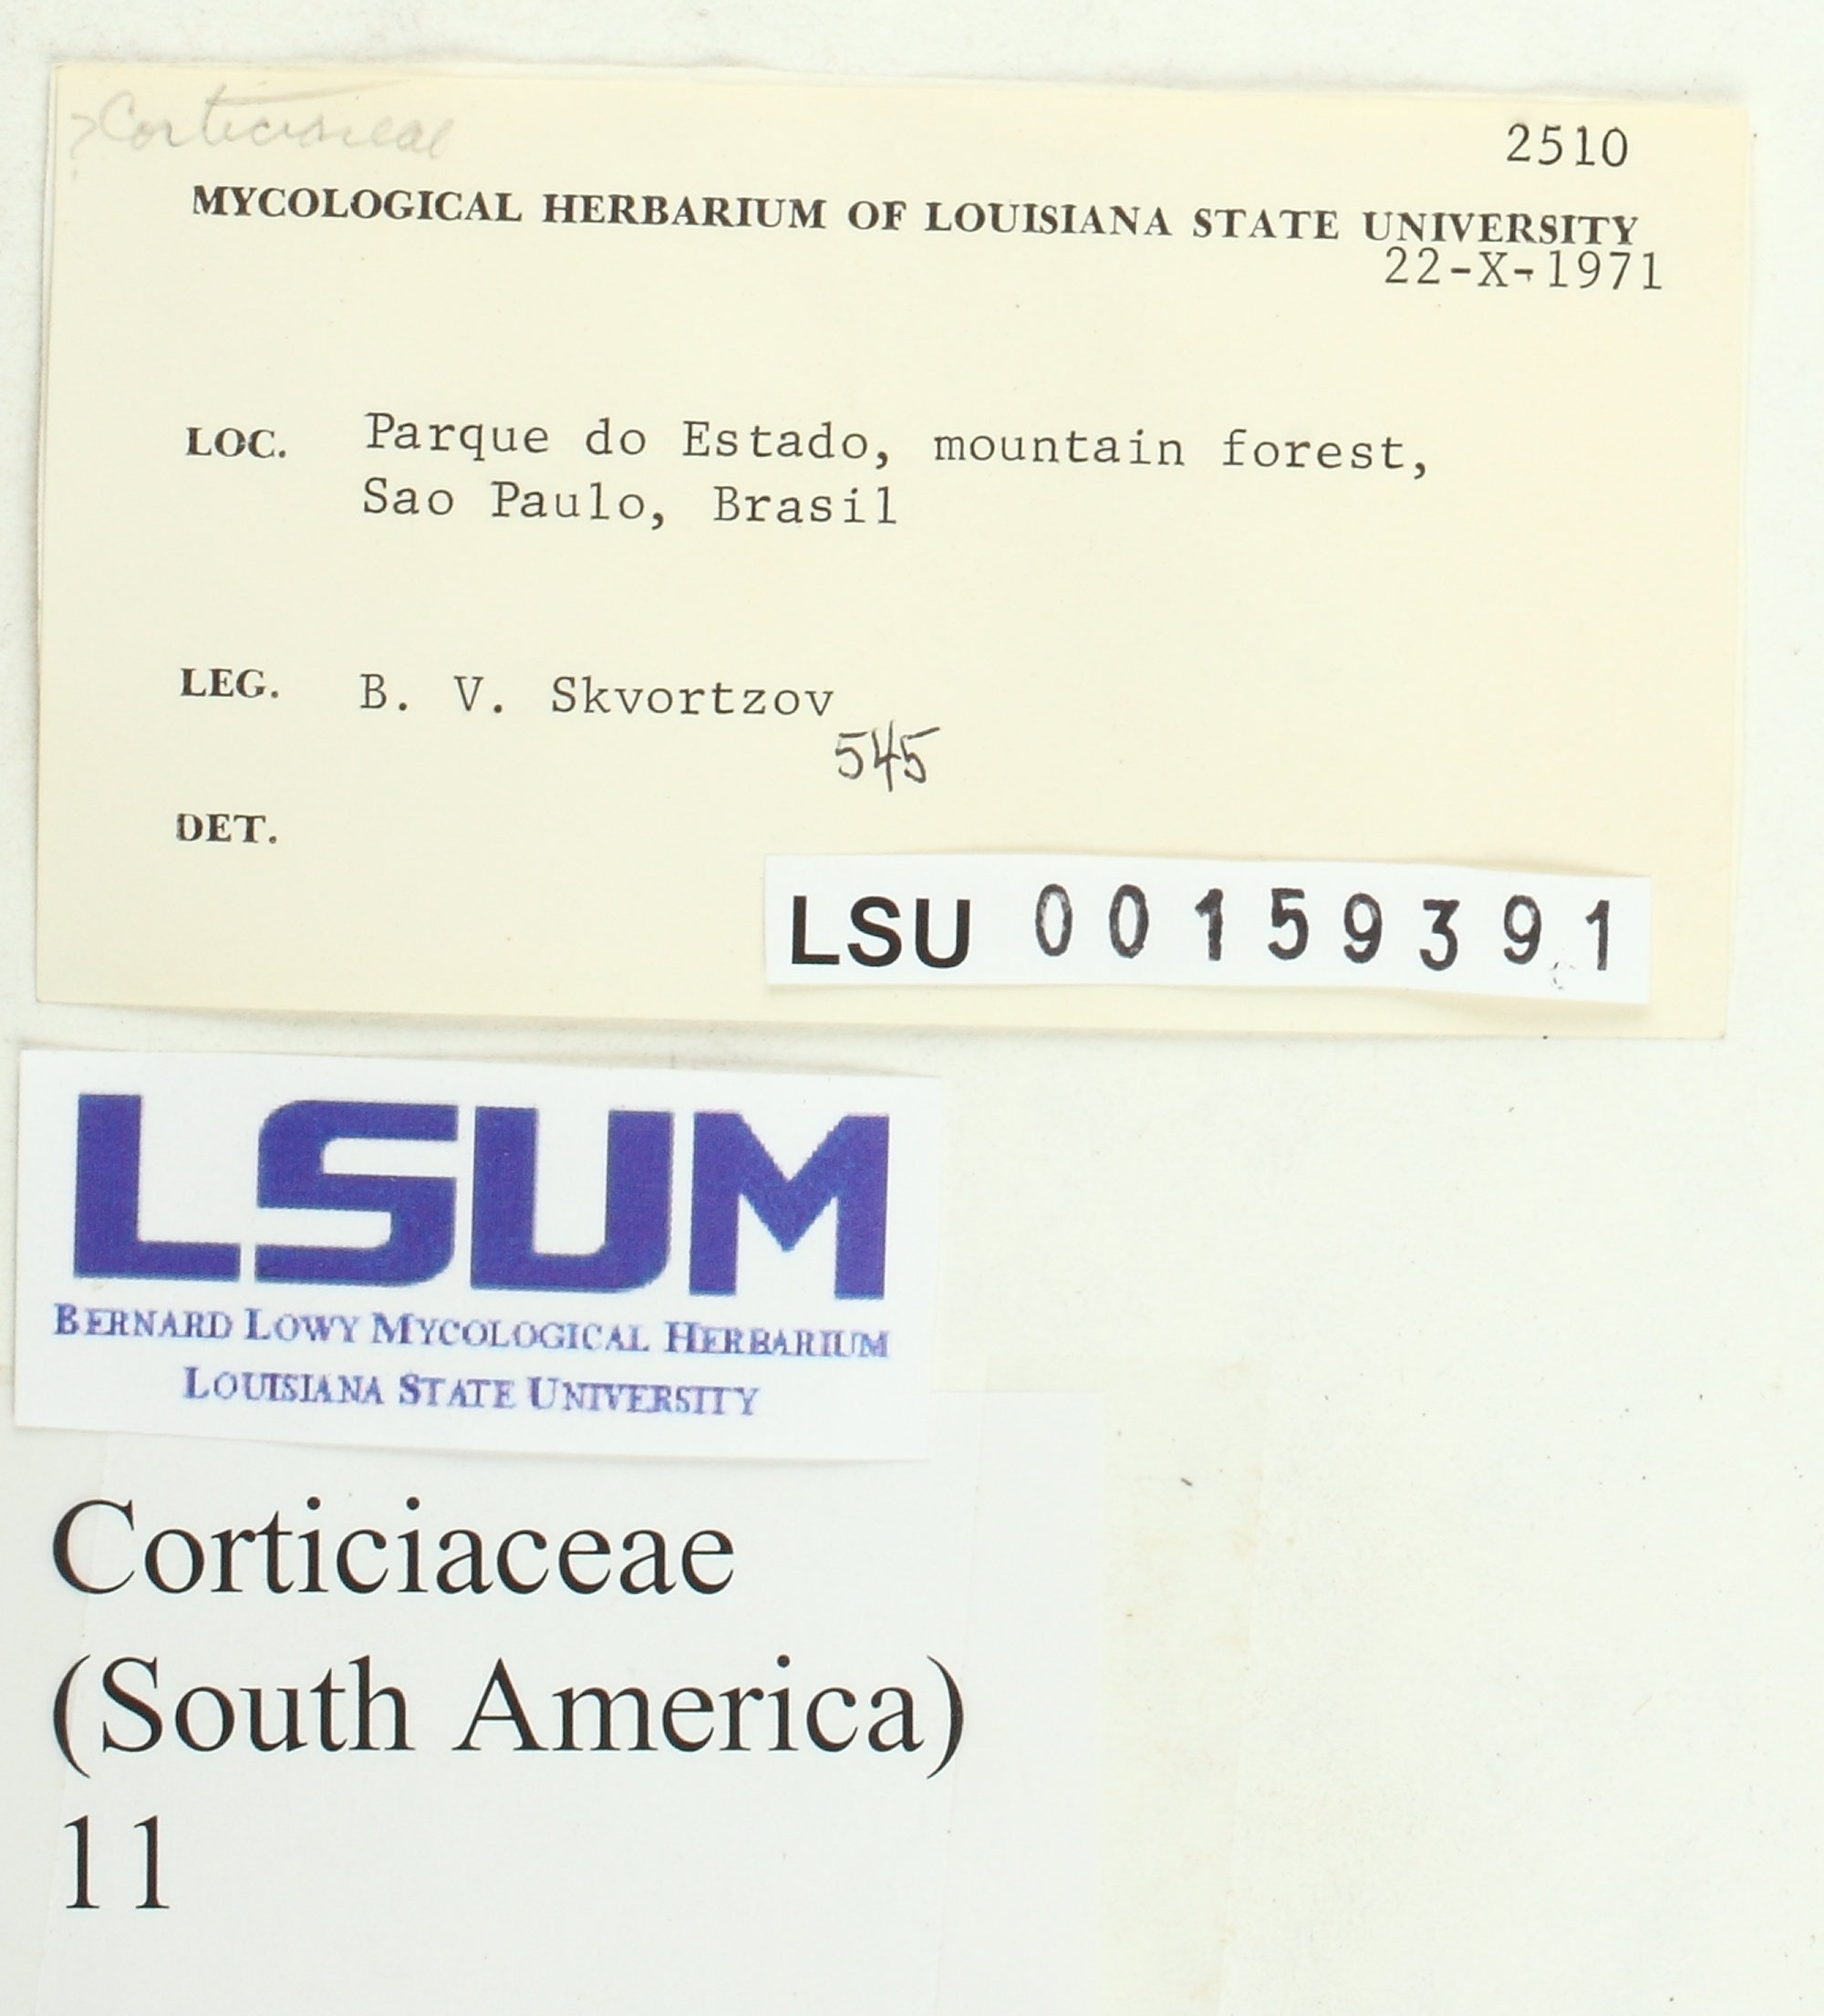 2510
MYCOLOGICAL HERBARIUM OF LOUISIANA STATE UNIVERSITY
22-X-1971
LOC. Parque do Estado, mountain forest,
Sao Paulo, Brasil
LEG. B. V. Skvortzov
545
DET.
LSU 00159391
LSUM
BERNARD LOWY MYCOLOGICAL HERBARIUM
LOUISIANA STATE UNIVERSITY
Corticiaceae
(South America)
11